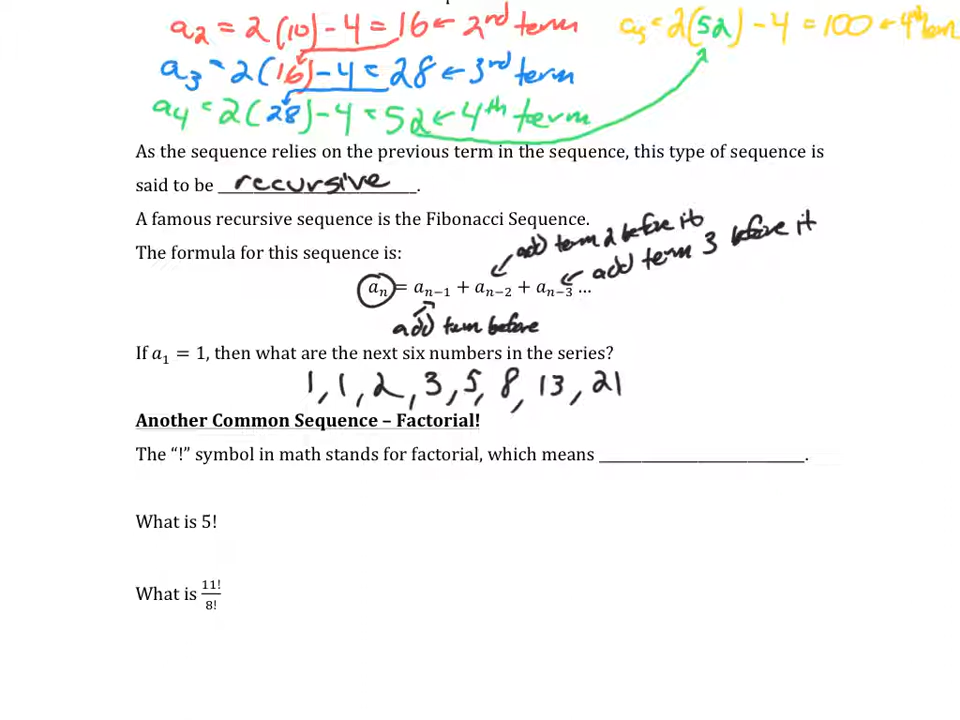 a₂ = 2(10) - 4 = 16 ← 2nd term
a₅ = 2(52) - 4 = 100 ← 4th term
a₃ = 2(16) - 4 = 28 ← 3rd term
a₄ = 2(28) - 4 = 52 ← 4th term
As the sequence relies on the previous term in the sequence, this type of sequence is
said to be recursive.
A famous recursive sequence is the Fibonacci Sequence.
add term 2 before it
The formula for this sequence is:
add term 3 before it
aₙ = aₙ₋₁ + aₙ₋₂ + aₙ₋₃ ...
add term before
If a₁ = 1, then what are the next six numbers in the series?
1, 1, 2, 3, 5, 8, 13, 21
Another Common Sequence – Factorial!
The “!” symbol in math stands for factorial, which means ____________________.
What is 5!
What is 11!/8!